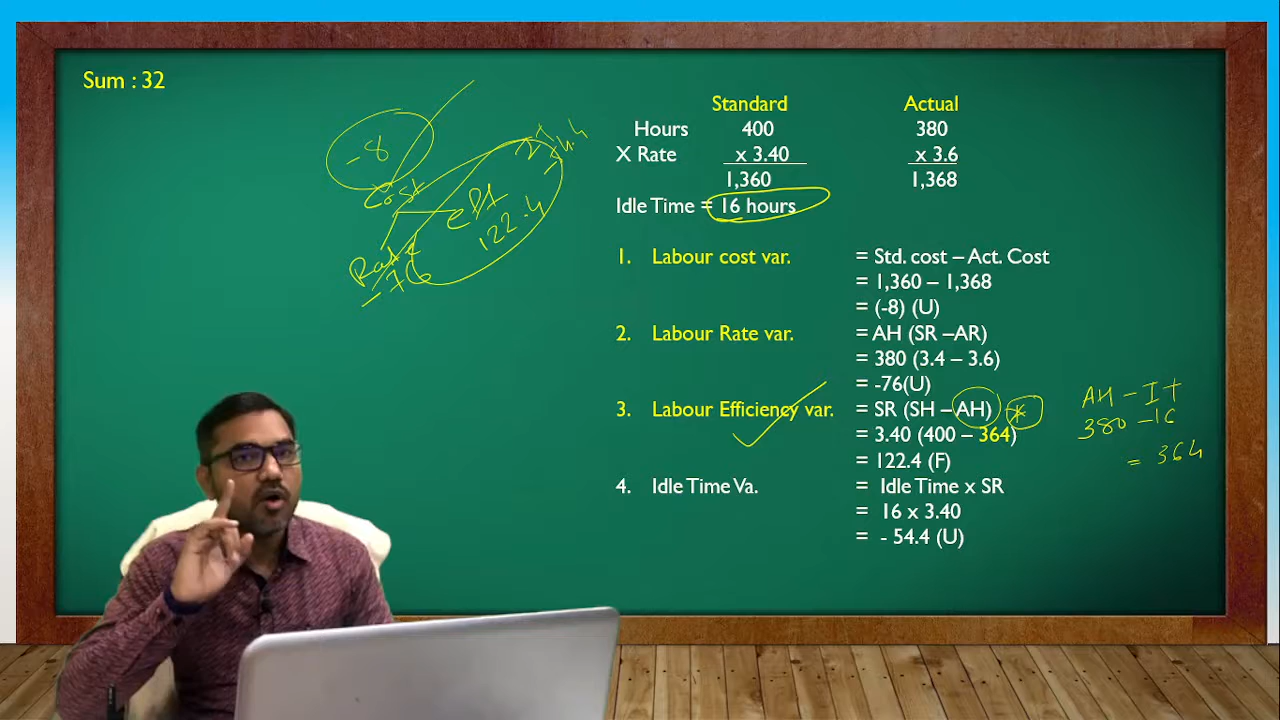 Sum : 32
Standard Actual
Hours 400 380
X Rate x 3.40 x 3.6
1,360 1,368
Idle Time = 16 hours
1. Labour cost var. = Std. cost – Act. Cost
= 1,360 – 1,368
= (-8) (U)
2. Labour Rate var. = AH (SR –AR)
= 380 (3.4 – 3.6)
= -76(U)
3. Labour Efficiency var. = SR (SH –AH) *
= 3.40 (400 – 364)
= 122.4 (F)
4. Idle Time Va. = Idle Time x SR
= 16 x 3.40
= - 54.4 (U)
-8
Cost
122.4
Rate
-76
AH - IT
380 -16
= 364